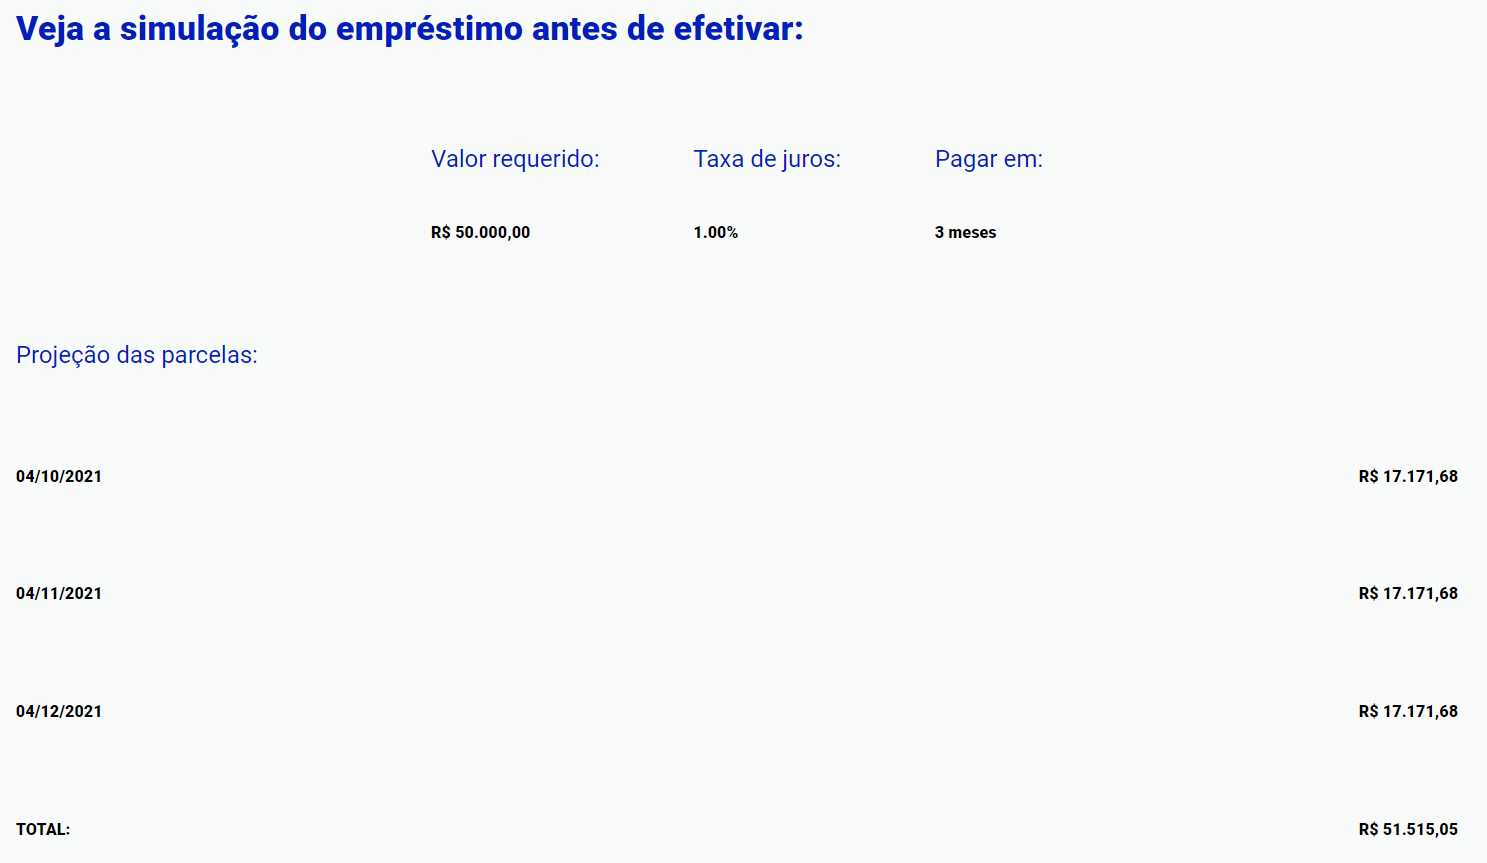 Veja a simulação do empréstimo antes de efetivar:
Valor requerido: Taxa de juros: Pagar em:
R$ 50.000,00 1.00% 3 meses
Projeção das parcelas:
04/10/2021 R$ 17.171,68
04/11/2021 R$ 17.171,68
04/12/2021 R$ 17.171,68
TOTAL: R$ 51.515,05